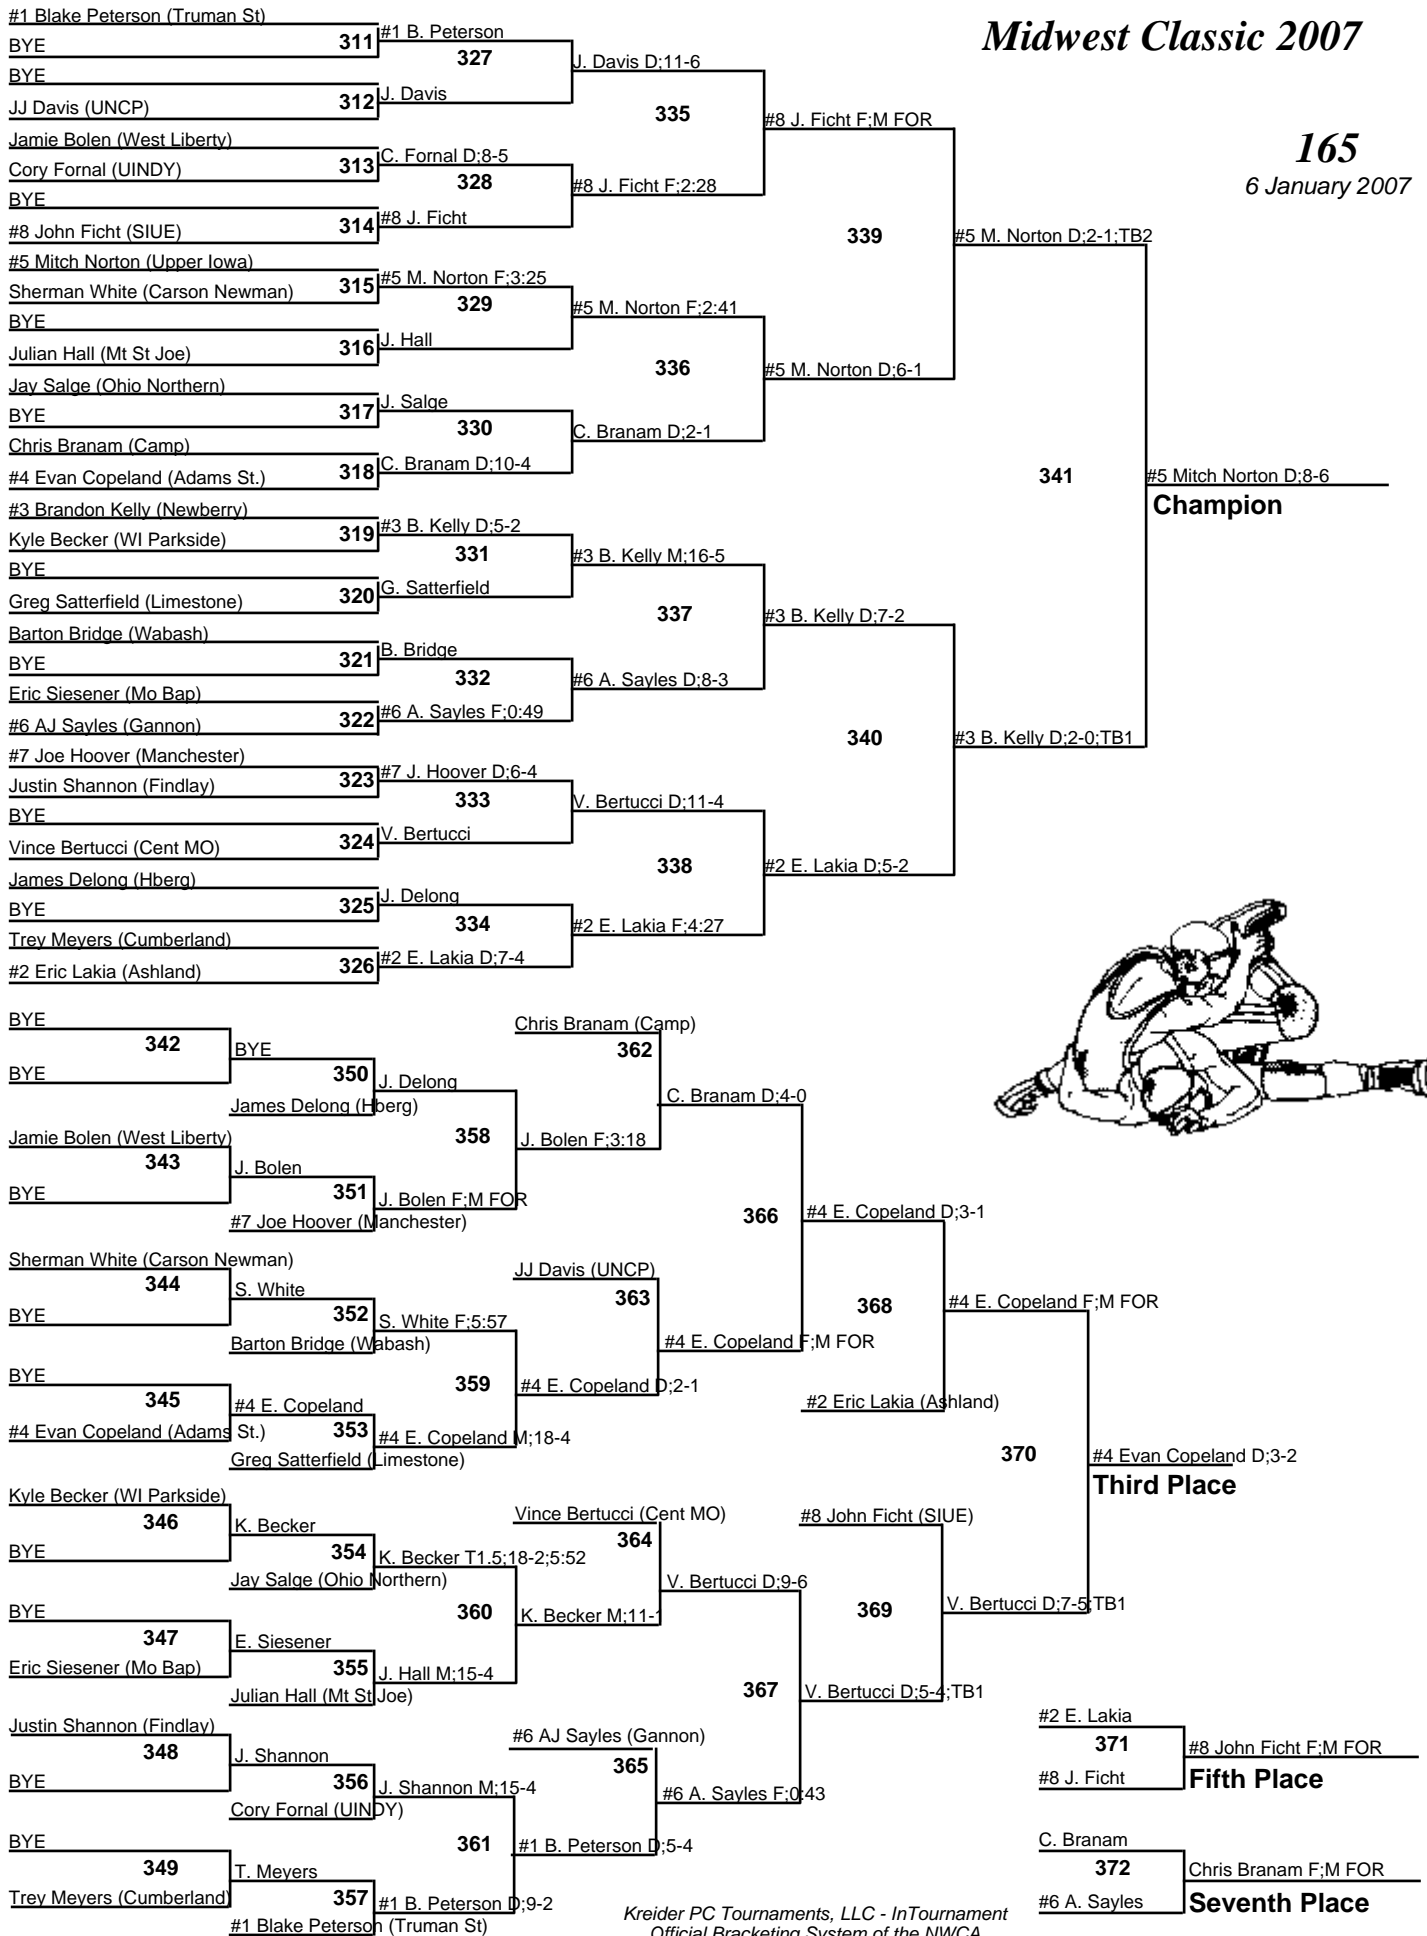 Midwest Classic 2007
165
6 January 2007
#1 Blake Peterson (Truman St)
BYE
311
BYE
JJ Davis (UNCP)
312
Jamie Bolen (West Liberty)
Cory Fornal (UINDY)
313
BYE
#8 John Ficht (SIUE)
314
#5 Mitch Norton (Upper Iowa)
Sherman White (Carson Newman)
315
BYE
Julian Hall (Mt St Joe)
316
Jay Salge (Ohio Northern)
BYE
317
Chris Branam (Camp)
#4 Evan Copeland (Adams St.)
318
#3 Brandon Kelly (Newberry)
Kyle Becker (WI Parkside)
319
BYE
Greg Satterfield (Limestone)
320
Barton Bridge (Wabash)
BYE
321
Eric Siesener (Mo Bap)
#6 AJ Sayles (Gannon)
322
#7 Joe Hoover (Manchester)
Justin Shannon (Findlay)
323
BYE
Vince Bertucci (Cent MO)
324
James Delong (Hberg)
BYE
325
Trey Meyers (Cumberland)
#2 Eric Lakia (Ashland)
326
#1 B. Peterson
327
J. Davis
C. Fornal D;8-5
328
#8 J. Ficht
#5 M. Norton F;3:25
329
J. Hall
J. Salge
330
C. Branam D;10-4
#3 B. Kelly D;5-2
331
G. Satterfield
B. Bridge
332
#6 A. Sayles F;0:49
#7 J. Hoover D;6-4
333
V. Bertucci
J. Delong
334
#2 E. Lakia D;7-4
J. Davis D;11-6
335
#8 J. Ficht F;2:28
#5 M. Norton F;2:41
336
C. Branam D;2-1
#3 B. Kelly M;16-5
337
#6 A. Sayles D;8-3
V. Bertucci D;11-4
338
#2 E. Lakia F;4:27
#8 J. Ficht F;M FOR
339
#5 M. Norton D;6-1
#3 B. Kelly D;7-2
340
#2 E. Lakia D;5-2
#5 M. Norton D;2-1;TB2
341
#3 B. Kelly D;2-0;TB1
#5 Mitch Norton D;8-6
Champion
BYE
342
BYE
Jamie Bolen (West Liberty)
343
BYE
Sherman White (Carson Newman)
344
BYE
BYE
345
#4 Evan Copeland (Adams St.)
Kyle Becker (WI Parkside)
346
BYE
BYE
347
Eric Siesener (Mo Bap)
Justin Shannon (Findlay)
348
BYE
BYE
349
Trey Meyers (Cumberland)
BYE
350
James Delong (Hberg)
J. Bolen
351
#7 Joe Hoover (Manchester)
S. White
352
Barton Bridge (Wabash)
#4 E. Copeland
353
Greg Satterfield (Limestone)
K. Becker
354
Jay Salge (Ohio Northern)
E. Siesener
355
Julian Hall (Mt St Joe)
J. Shannon
356
Cory Fornal (UINDY)
T. Meyers
357
#1 Blake Peterson (Truman St)
J. Delong
358
J. Bolen F;M FOR
S. White F;5:57
359
#4 E. Copeland M;18-4
K. Becker T1.5;18-2;5:52
360
J. Hall M;15-4
J. Shannon M;15-4
361
#1 B. Peterson D;9-2
Chris Branam (Camp)
362
J. Bolen F;3:18
JJ Davis (UNCP)
363
#4 E. Copeland D;2-1
Vince Bertucci (Cent MO)
364
K. Becker M;11-1
#6 AJ Sayles (Gannon)
365
#1 B. Peterson D;5-4
C. Branam D;4-0
366
#4 E. Copeland F;M FOR
V. Bertucci D;9-6
367
#6 A. Sayles F;0:43
#4 E. Copeland D;3-1
368
#2 Eric Lakia (Ashland)
#8 John Ficht (SIUE)
369
V. Bertucci D;5-4;TB1
#4 E. Copeland F;M FOR
370
V. Bertucci D;7-5;TB1
#4 Evan Copeland D;3-2
Third Place
#2 E. Lakia
371
#8 J. Ficht
#8 John Ficht F;M FOR
Fifth Place
C. Branam
372
#6 A. Sayles
Chris Branam F;M FOR
Seventh Place
Kreider PC Tournaments, LLC - InTournament
Official Bracketing System of the NWCA